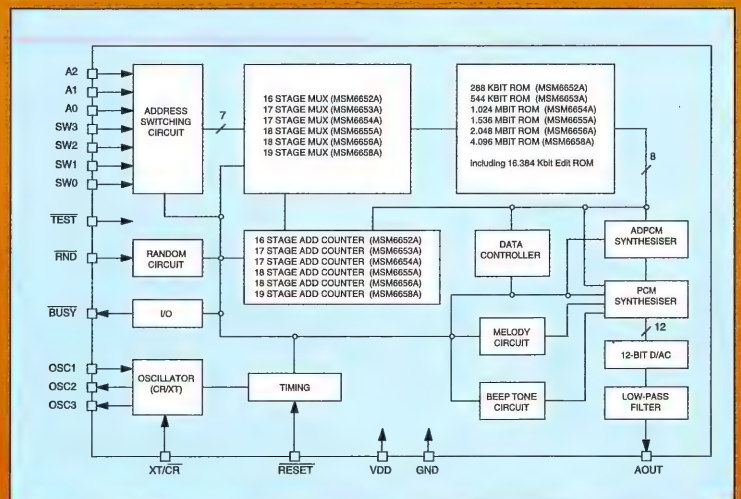 A2
A1
A0
SW3
SW2
SW1
SW0
TEST
RND
BUSY
OSC1
OSC2
OSC3
ADDRESS
SWITCHING
CIRCUIT
7
16 STAGE MUX (MSM6652A)
17 STAGE MUX (MSM6653A)
17 STAGE MUX (MSM6654A)
18 STAGE MUX (MSM6655A)
18 STAGE MUX (MSM6656A)
19 STAGE MUX (MSM6658A)
288 KBIT ROM (MSM6652A)
544 KBIT ROM (MSM6653A)
1.024 MBIT ROM (MSM6654A)
1.536 MBIT ROM (MSM6655A)
2.048 MBIT ROM (MSM6656A)
4.096 MBIT ROM (MSM6658A)
including 16.384 Kbit Edit ROM
8
RANDOM
CIRCUIT
16 STAGE ADD COUNTER (MSM6652A)
17 STAGE ADD COUNTER (MSM6653A)
17 STAGE ADD COUNTER (MSM6654A)
18 STAGE ADD COUNTER (MSM6655A)
18 STAGE ADD COUNTER (MSM6656A)
19 STAGE ADD COUNTER (MSM6658A)
DATA
CONTROLLER
ADPCM
SYNTHESISER
PCM
SYNTHESISER
I/O
12
MELODY
CIRCUIT
12-BIT D/AC
OSCILLATOR
(CR/XT)
TIMING
BEEP TONE
CIRCUIT
LOW-PASS
FILTER
XT/CR
RESET
VDD
GND
AOUT